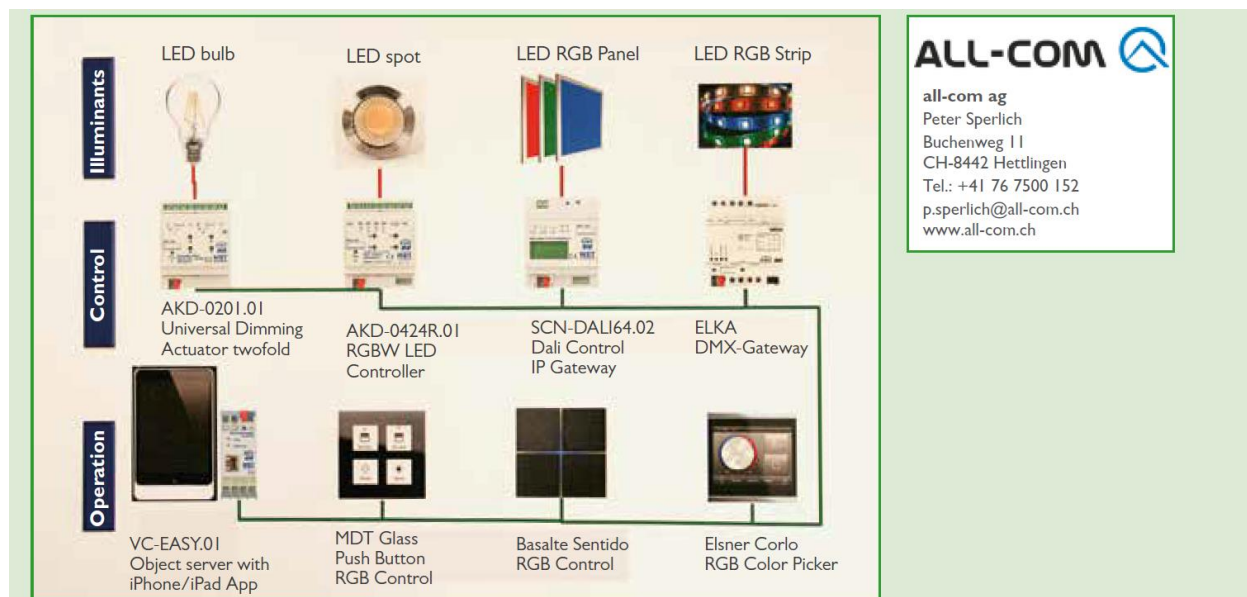 LED bulb
LED spot
LED RGB Panel
LED RGB Strip
Illuminants
Control
AKD-0201.01
Universal Dimming
Actuator twofold
AKD-0424R.01
RGBW LED
Controller
SCN-DALI64.02
Dali Control
IP Gateway
ELKA
DMX-Gateway
Operation
VC-EASY.01
Object server with
iPhone/iPad App
MDT Glass
Push Button
RGB Control
Basalte Sentido
RGB Control
Elsner Corlo
RGB Color Picker
ALL-COM
all-com ag
Peter Sperlich
Buchenweg 11
CH-8442 Hettlingen
Tel.: +41 76 7500 152
p.sperlich@all-com.ch
www.all-com.ch